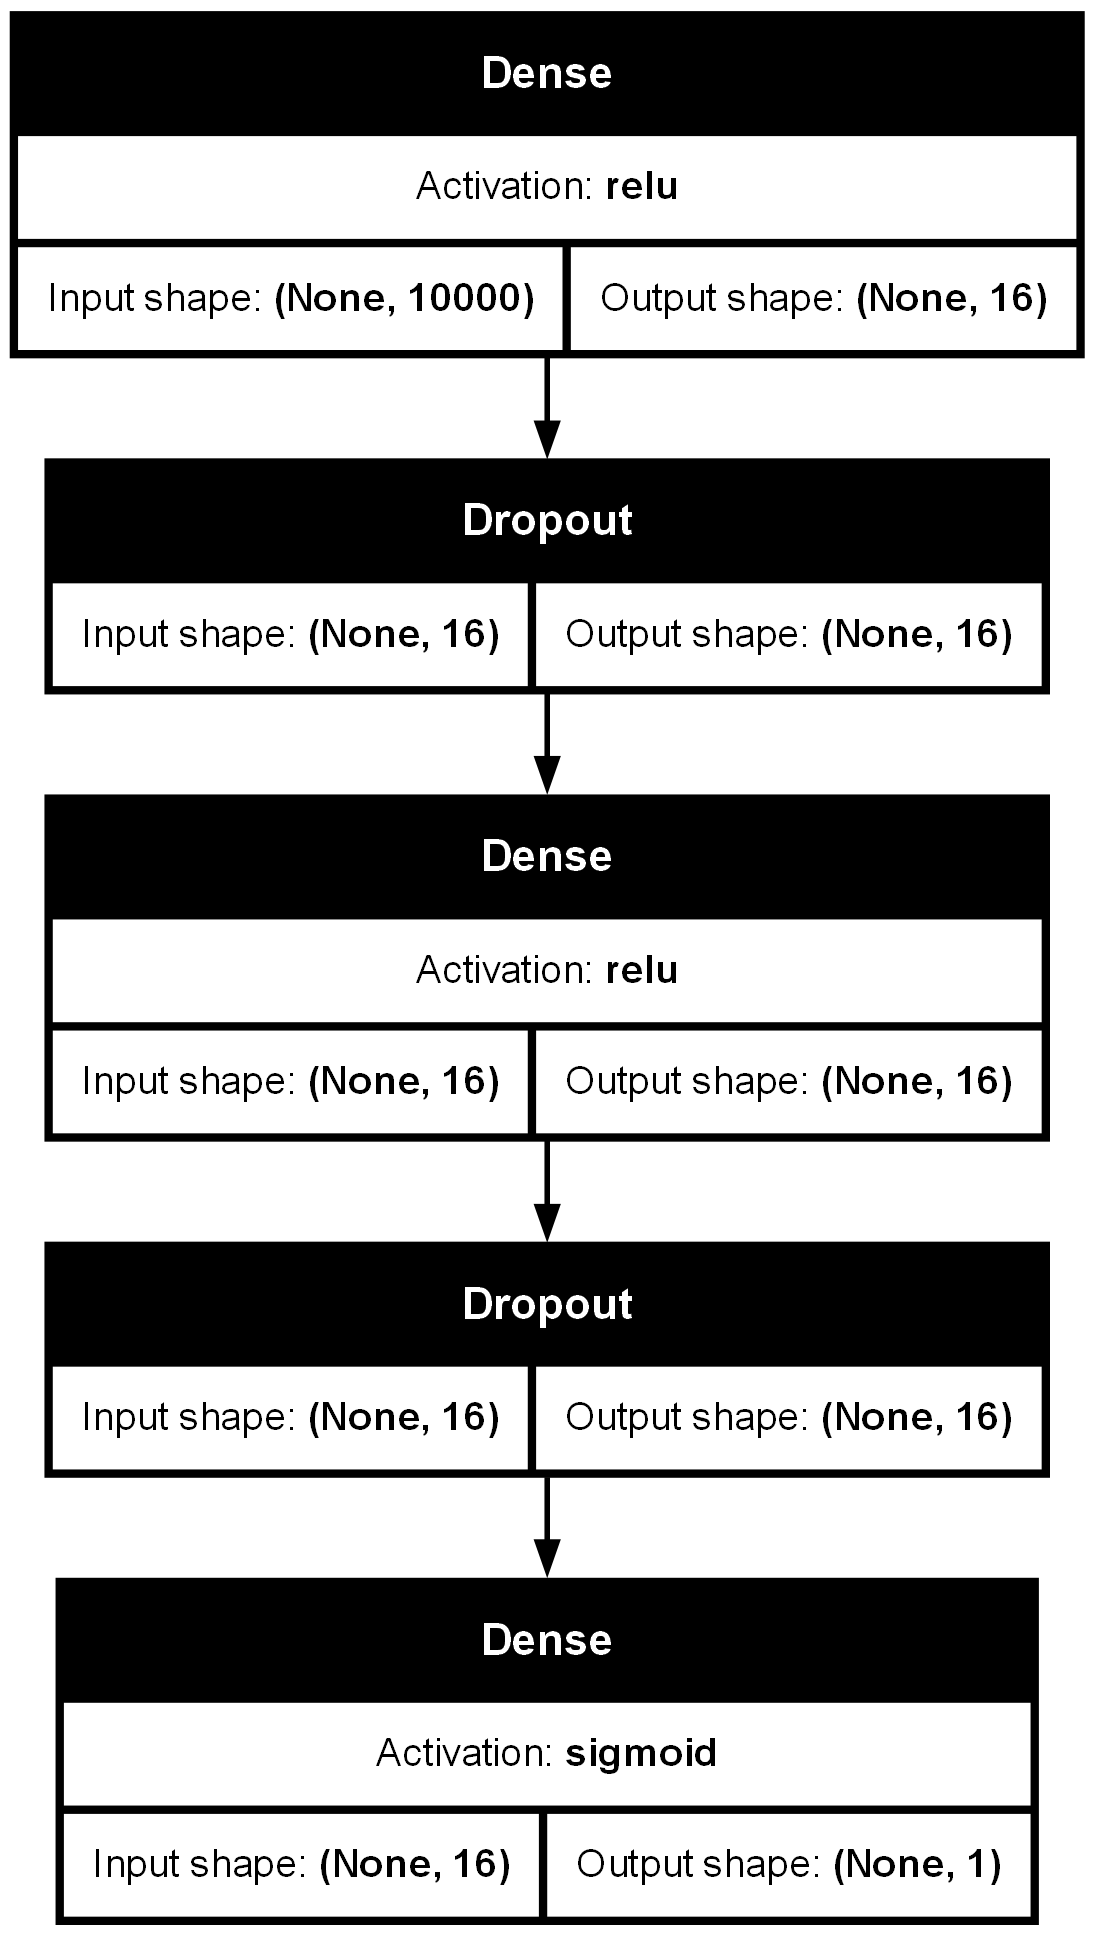 Dense
Activation: relu
Input shape: (None, 10000) Output shape: (None, 16)
Dropout
Input shape: (None, 16) Output shape: (None, 16)
Dense
Activation: relu
Input shape: (None, 16) Output shape: (None, 16)
Dropout
Input shape: (None, 16) Output shape: (None, 16)
Dense
Activation: sigmoid
Input shape: (None, 16) Output shape: (None, 1)